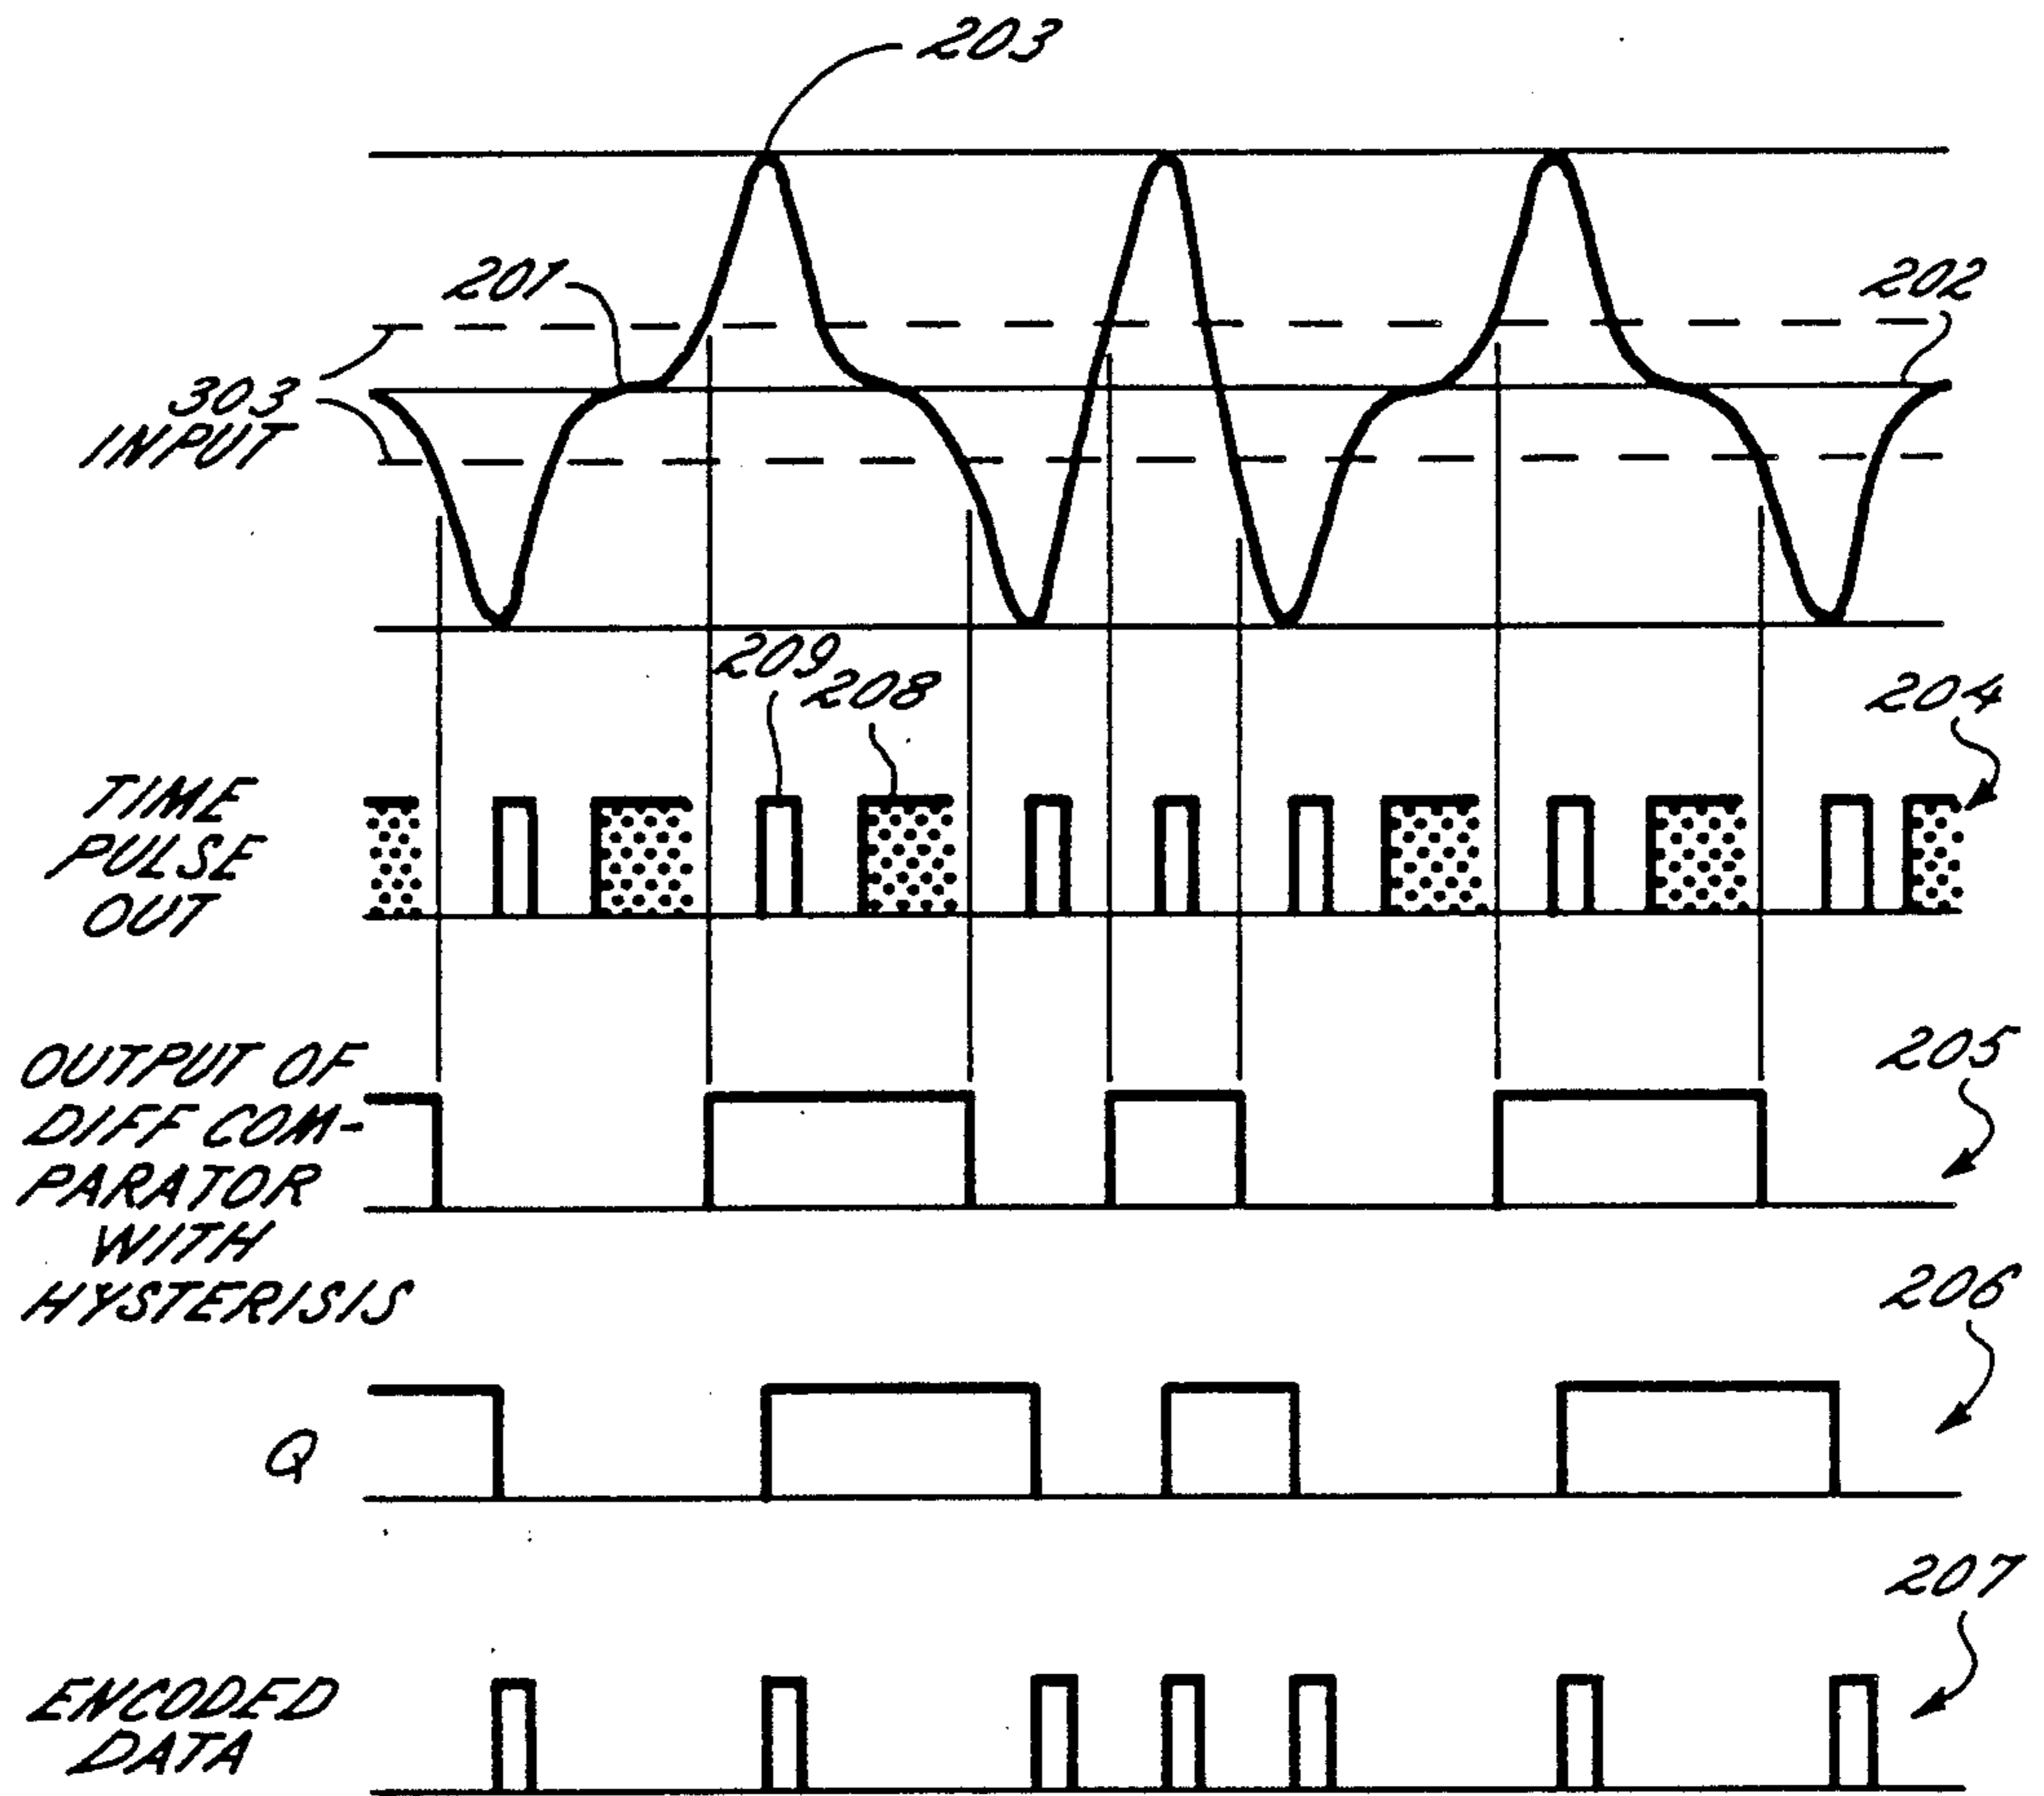 203
201
202
303
INPUT
209
208
204
TIME
PULSE
OUT
OUTPUT OF
DIFF COM-
PARATOR
WITH
HYSTERISIS
205
206
Q
207
ENCODED
DATA